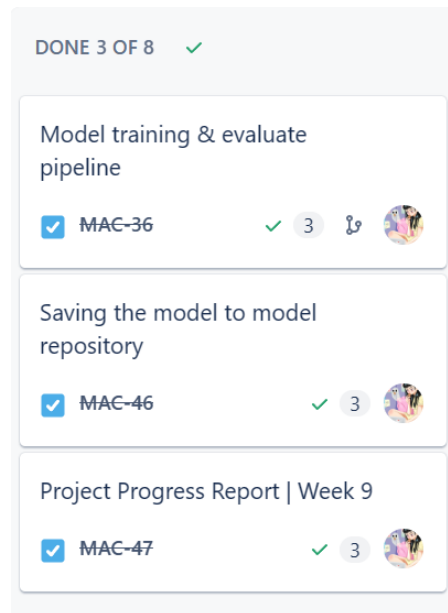 DONE 3 OF 8
Model training & evaluate
pipeline
MAC-36 3
Saving the model to model
repository
MAC-46 3
Project Progress Report | Week 9
MAC-47 3